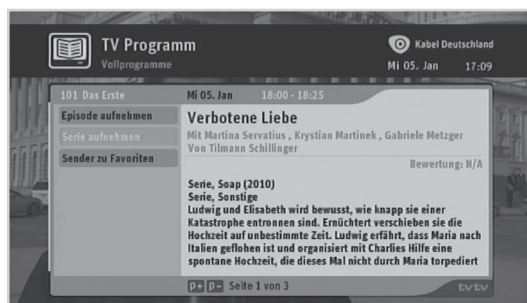 TV Programm
Vollprogramme
Kabel Deutschland
Mi 05. Jan 17:09
101 Das Erste
Mi 05. Jan 18:00 - 18:25
Episode aufnehmen
Serie aufnehmen
Sender zu Favoriten
Verbotene Liebe
Mit Martina Servatius , Krystian Martinek , Gabriele Metzger
Von Tilmann Schillinger
Bewertung: N/A
Serie, Soap (2010)
Serie, Sonstige
Ludwig und Elisabeth wird bewusst, wie knapp sie einer
Katastrophe entronnen sind. Ernüchtert verschieben sie die
Hochzeit auf unbestimmte Zeit. Ludwig erfährt, dass Maria nach
Italien geflohen ist und organisiert mit Charlies Hilfe eine
spontane Hochzeit, die dieses Mal nicht durch Maria torpediert
p+ p- Seite 1 von 3
tvtv